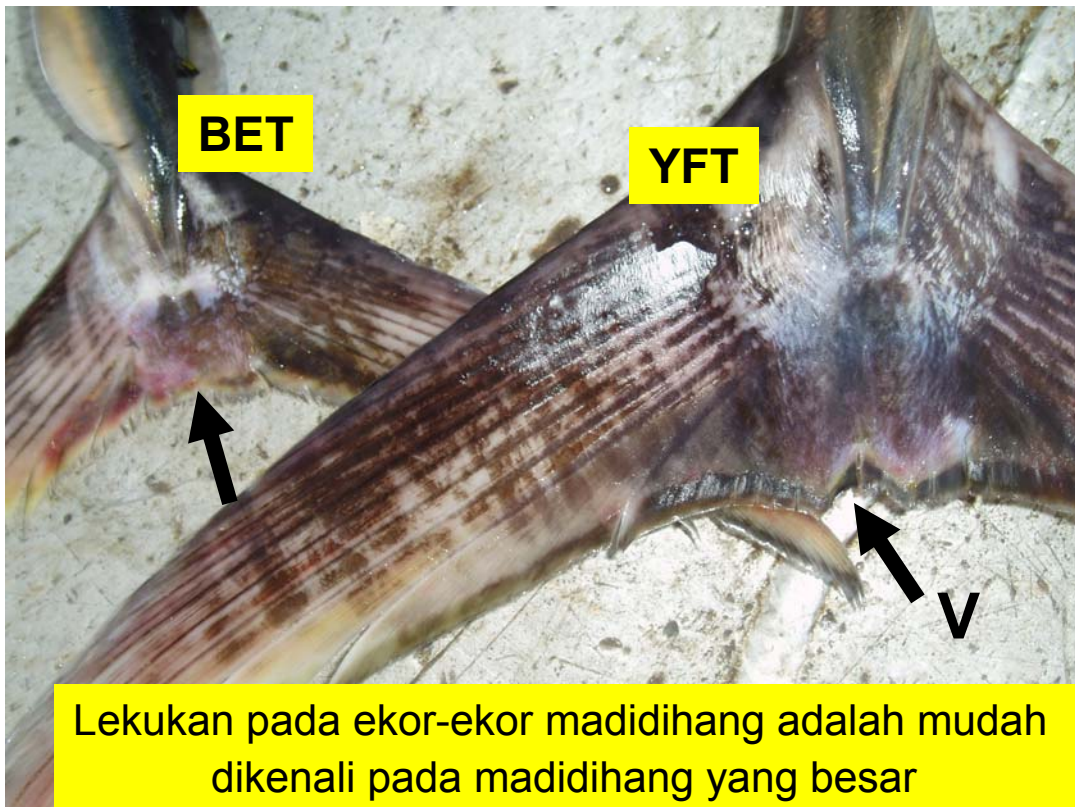 BET
YFT
V
Lekukan pada ekor-ekor madidihang adalah mudah
dikenali pada madidihang yang besar